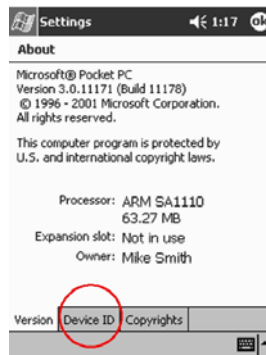 Settings 1:17 ok
About
Microsoft® Pocket PC
Version 3.0.11171 (Build 11178)
© 1996 - 2001 Microsoft Corporation.
All rights reserved.
This computer program is protected by
U.S. and international copyright laws.
Processor: ARM SA1110
63.27 MB
Expansion slot: Not in use
Owner: Mike Smith
Version Device ID Copyrights